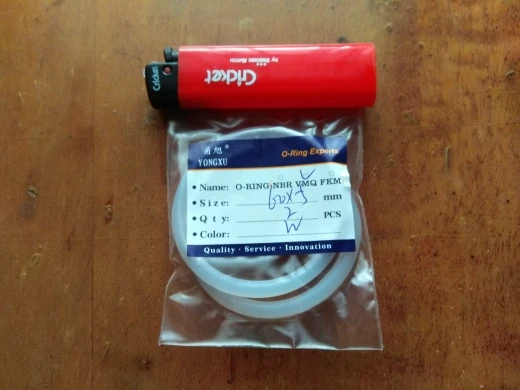 Cricket
Cricket
by Swedish Match
甬旭®
YONGXU
O-Ring Experts
• Name: O-RING □NBR VMQ □FKM
• Size: 60x5 mm
• Qty: 2 PCS
• Color: W
Quality · Service · Innovation